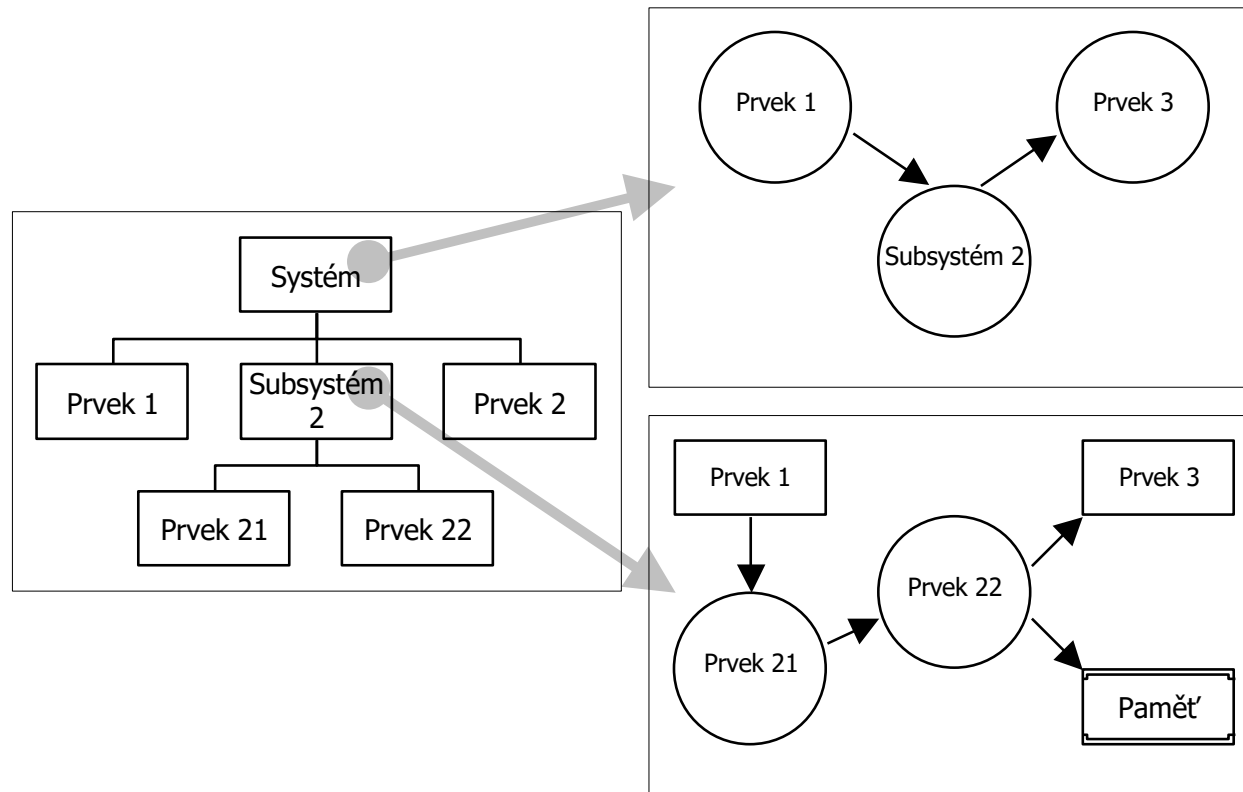 Systém
Prvek 1
Subsystém
2
Prvek 2
Prvek 21
Prvek 22
Prvek 1
Prvek 3
Subsystém 2
Prvek 1
Prvek 3
Prvek 22
Prvek 21
Paměť